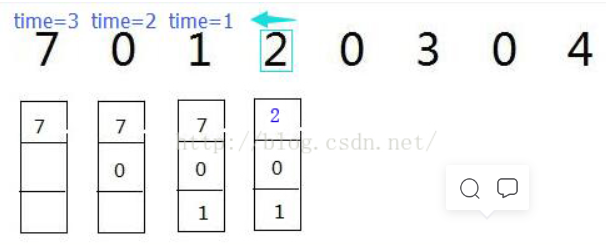 time=3 time=2 time=1
7 0 1 2 0 3 0 4
7 7 7 2
0 0 0
1 1
http://blog.csdn.net/